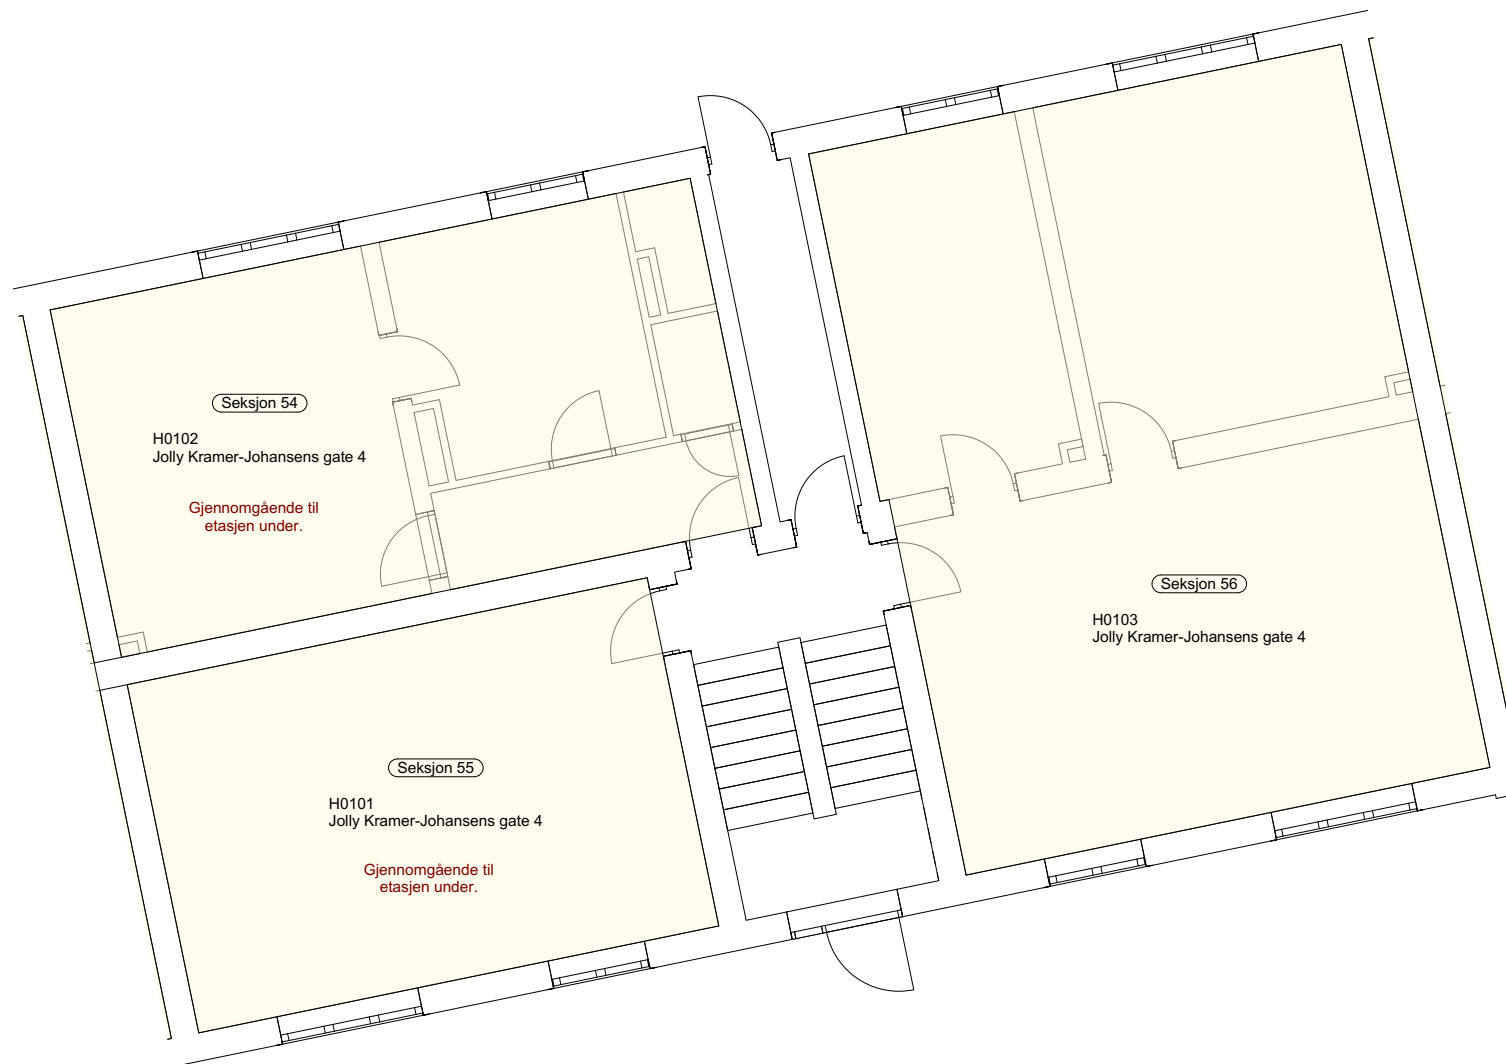 Seksjon 54
H0102
Jolly Kramer-Johansens gate 4
Gjennomgående til
etasjen under.
Seksjon 56
H0103
Jolly Kramer-Johansens gate 4
Seksjon 55
H0101
Jolly Kramer-Johansens gate 4
Gjennomgående til
etasjen under.